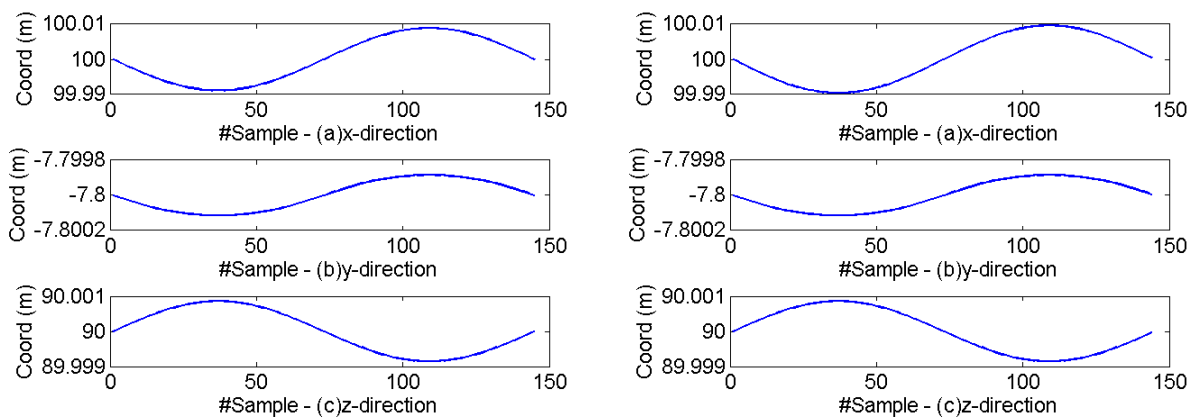 100.01
100
99.99
Coord (m)
0 50 100 150
#Sample - (a)x-direction
-7.7998
-7.8
-7.8002
Coord (m)
0 50 100 150
#Sample - (b)y-direction
90.001
90
89.999
Coord (m)
0 50 100 150
#Sample - (c)z-direction
100.01
100
99.99
Coord (m)
0 50 100 150
#Sample - (a)x-direction
-7.7998
-7.8
-7.8002
Coord (m)
0 50 100 150
#Sample - (b)y-direction
90.001
90
89.999
Coord (m)
0 50 100 150
#Sample - (c)z-direction